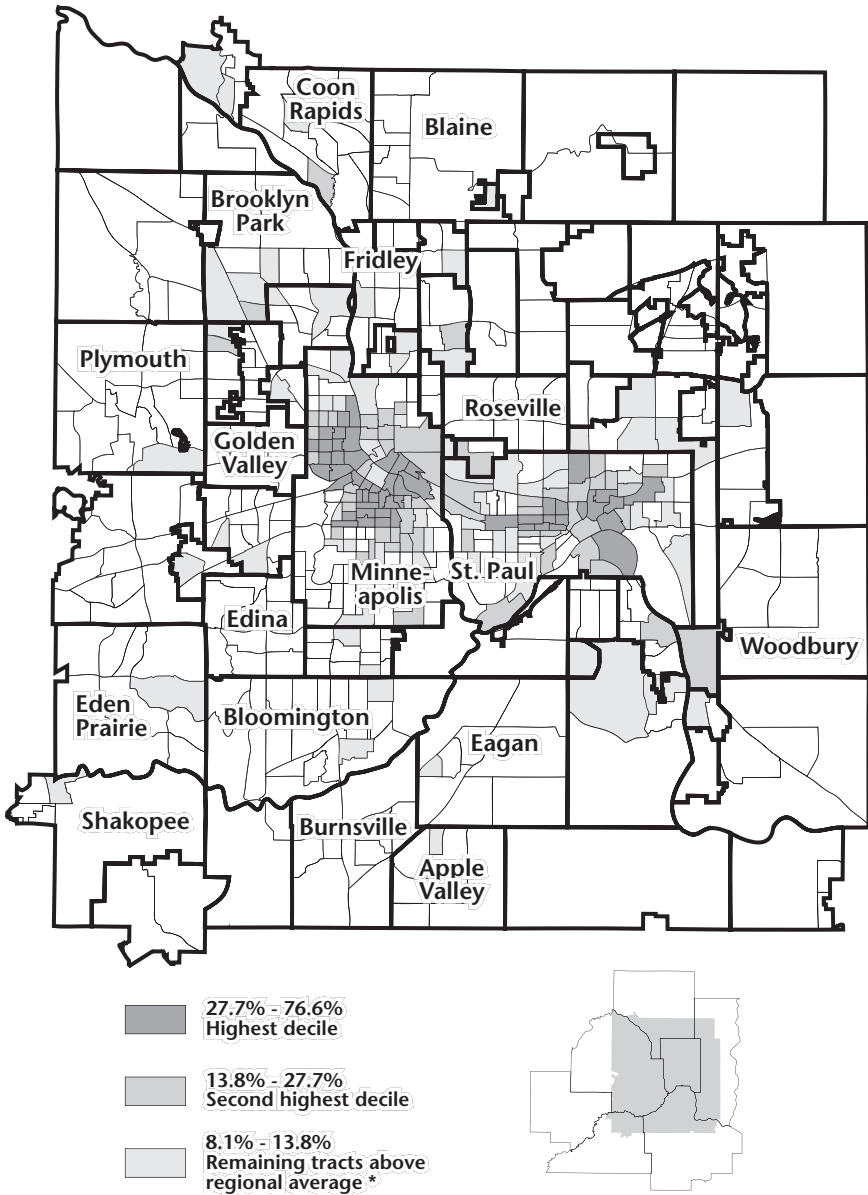 Coon
Rapids
Blaine
Brooklyn
Park
Fridley
Plymouth
Roseville
Golden
Valley
Minne-
apolis
St. Paul
Edina
Woodbury
Eden
Prairie
Bloomington
Eagan
Shakopee
Burnsville
Apple
Valley
27.7% - 76.6%
Highest decile
13.8% - 27.7%
Second highest decile
8.1% - 13.8%
Remaining tracts above
regional average *